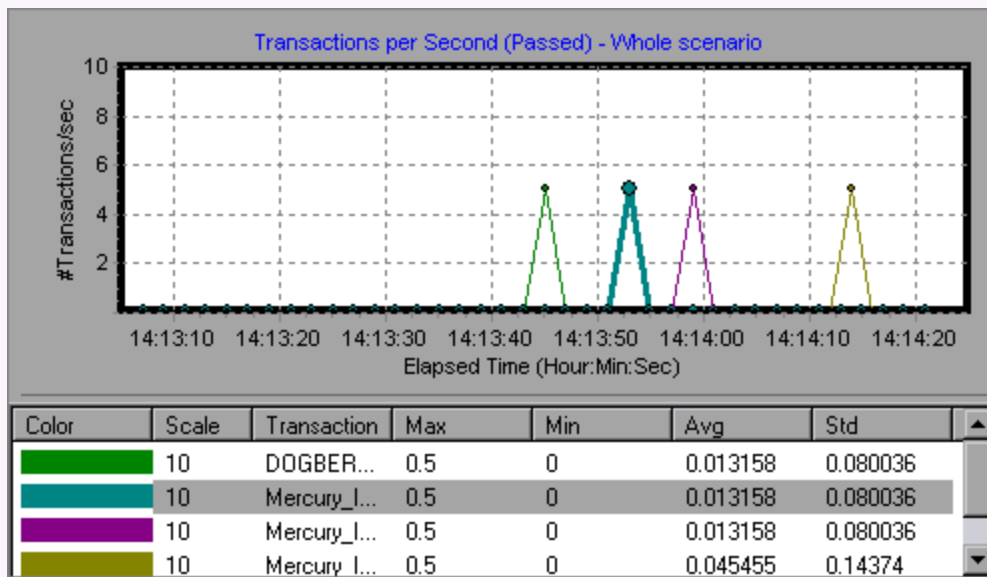 Transactions per Second (Passed) - Whole scenario
10
8
6
4
2
#Transactions/sec
14:13:10 14:13:20 14:13:30 14:13:40 14:13:50 14:14:00 14:14:10 14:14:20
Elapsed Time (Hour:Min:Sec)
Color Scale Transaction Max Min Avg Std
10 DOGBER... 0.5 0 0.013158 0.080036
10 Mercury_I... 0.5 0 0.013158 0.080036
10 Mercury_I... 0.5 0 0.013158 0.080036
10 Mercury_I... 0.5 0 0.045455 0.14374